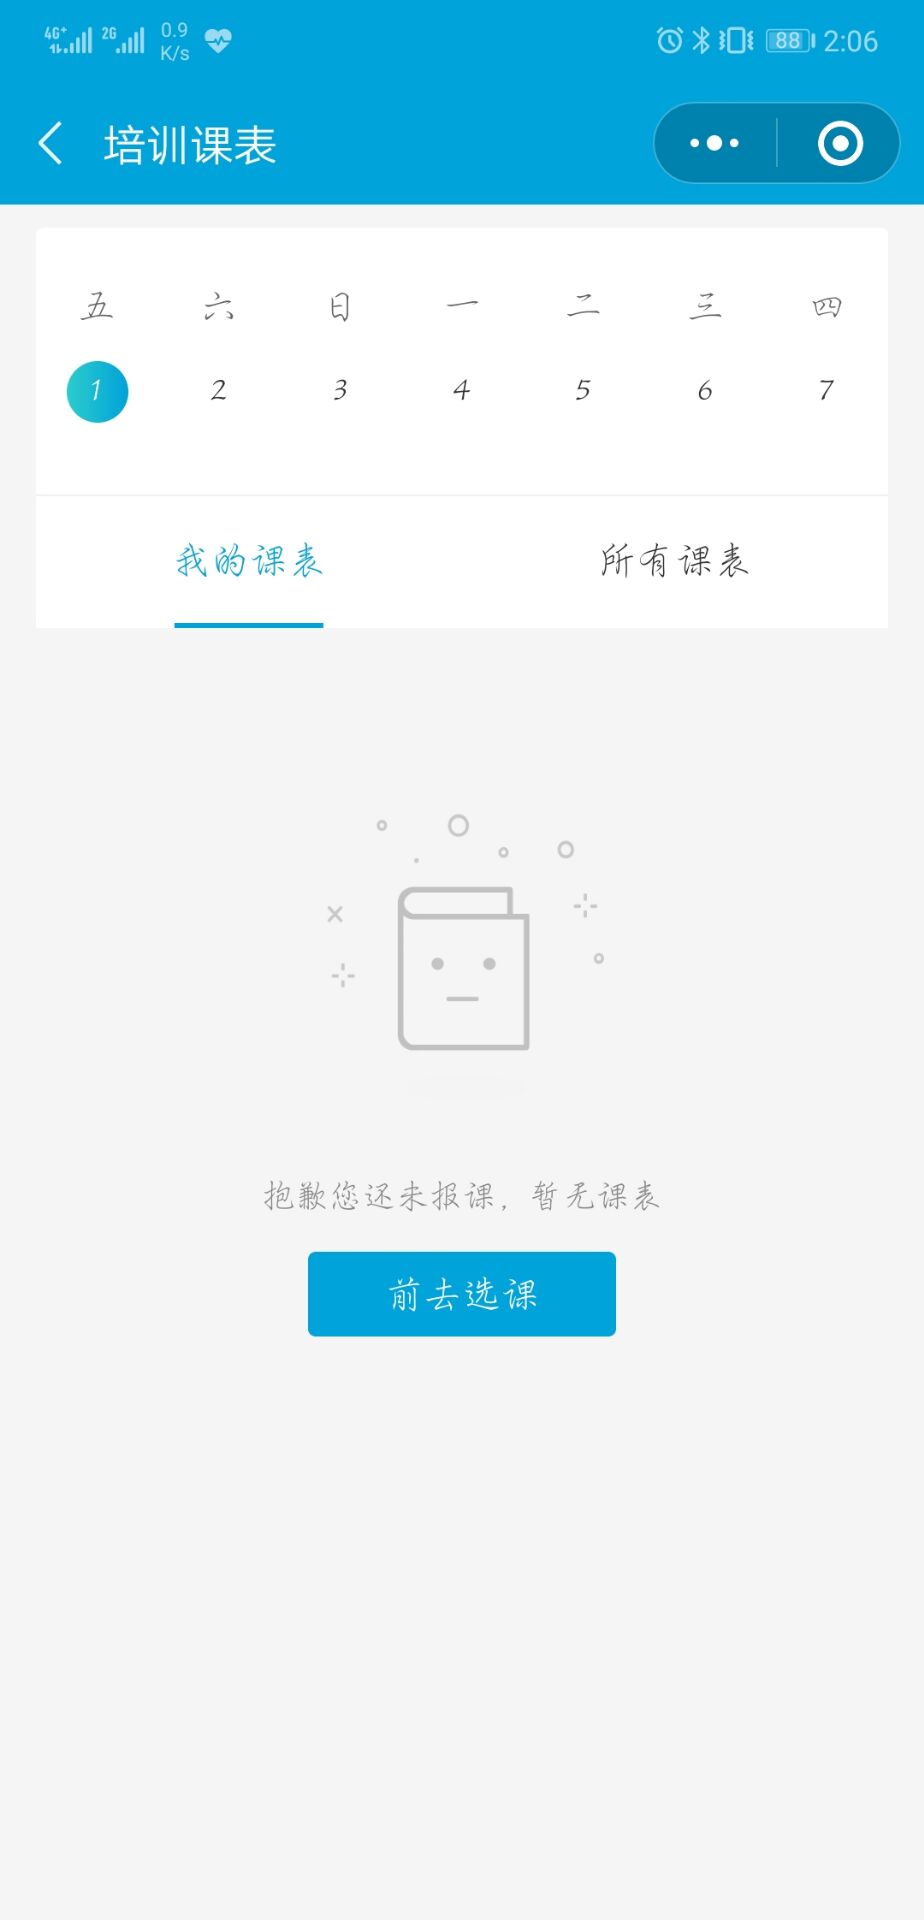 4G+ 2G 0.9 K/s 88 2:06
培训课表
五 六 日 一 二 三 四
1 2 3 4 5 6 7
我的课表 所有课表
抱歉您还未报课，暂无课表
前去选课